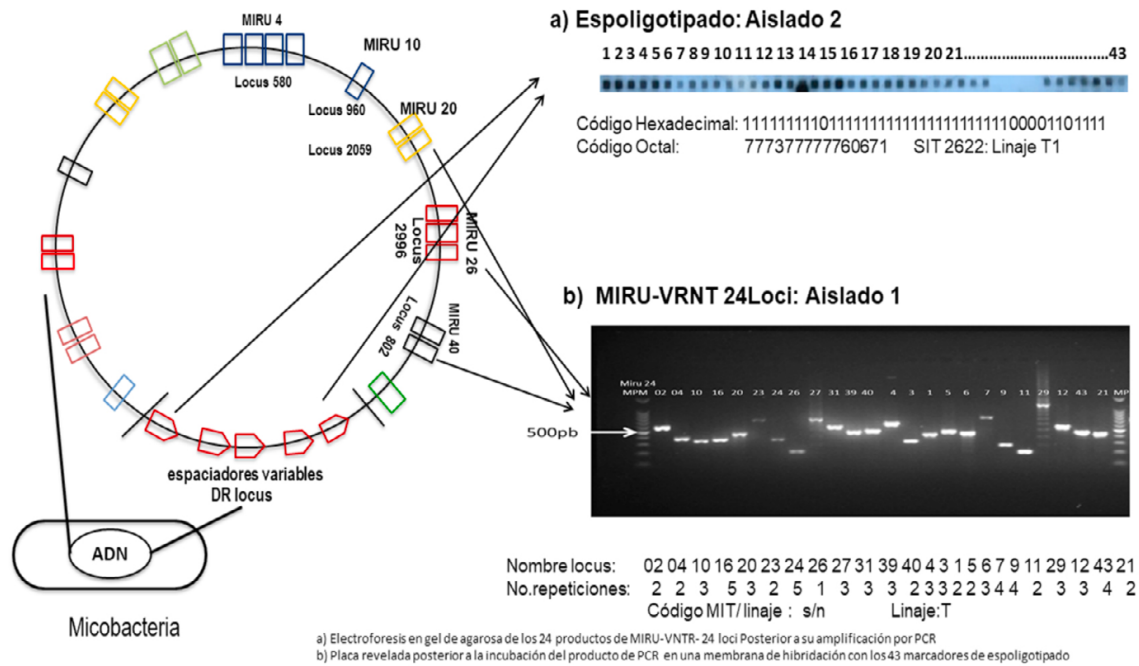 a) Espoligotipado: Aislado 2
1 2 3 4 5 6 7 8 9 10 11 12 13 14 15 16 17 18 19 20 21...........................................43
Código Hexadecimal: 1111111110111111111111111111111100001101111
Código Octal: 777377777760671 SIT 2622: Linaje T1
MIRU 4
Locus 580
MIRU 10
Locus 960
MIRU 20
Locus 2059
MIRU 26
Locus 2996
MIRU 40
Locus 802
espaciadores variables
DR locus
ADN
Micobacteria
b) MIRU-VRNT 24Loci: Aislado 1
Miru 24
MPM 02 04 10 16 20 23 24 26 27 31 39 40 4 3 1 5 6 7 9 11 29 12 43 21 MP
500pb
Nombre locus: 02 04 10 16 20 23 24 26 27 31 39 40 4 3 1 5 6 7 9 11 29 12 43 21
No.repeticiones: 2 2 3 5 3 2 5 1 3 3 3 2 3 3 2 2 3 4 4 2 3 3 4 2
Código MIT/linaje : s/n Linaje:T
a) Electroforesis en gel de agarosa de los 24 productos de MIRU-VNTR- 24 loci Posterior a su amplificación por PCR
b) Placa revelada posterior a la incubación del producto de PCR en una membrana de hibridación con los 43 marcadores de espoligotipado